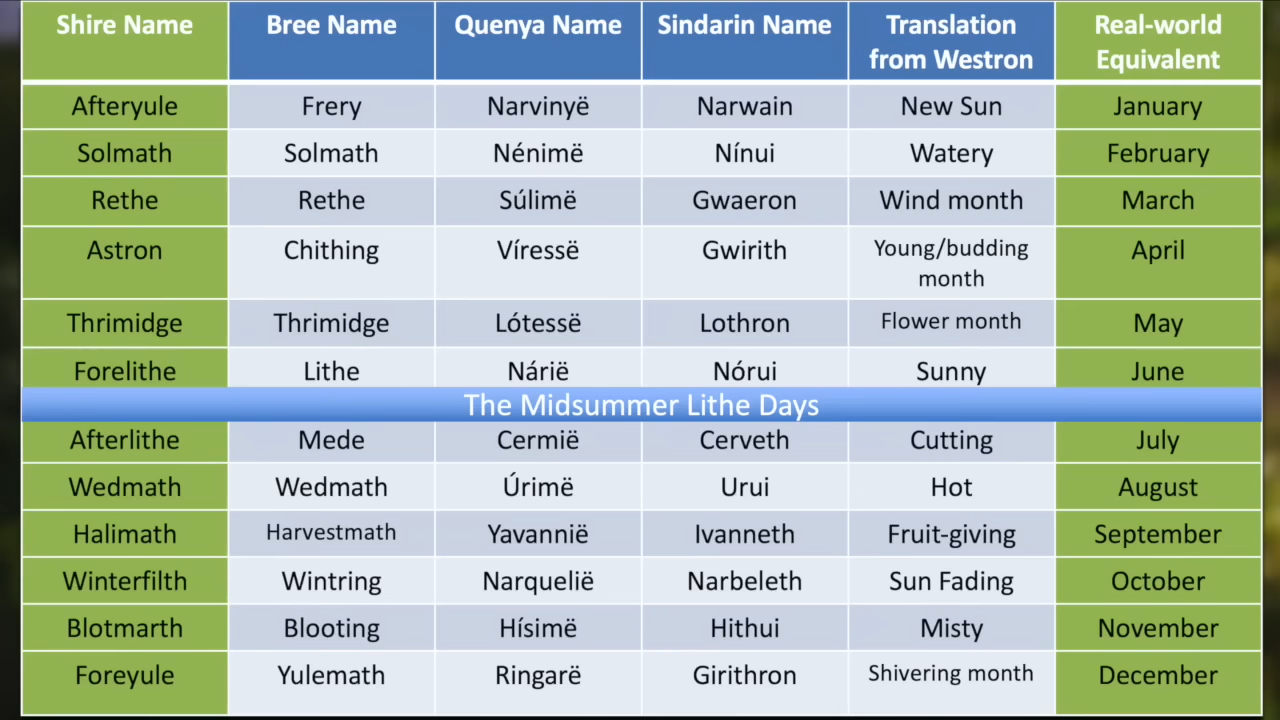 Shire Name Bree Name Quenya Name Sindarin Name Translation from Westron Real-world Equivalent
Afteryule Frery Narvinyë Narwain New Sun January
Solmath Solmath Nénimë Nínui Watery February
Rethe Rethe Súlimë Gwaeron Wind month March
Astron Chithing Víressë Gwirith Young/budding month April
Thrimidge Thrimidge Lótessë Lothron Flower month May
Forelithe Lithe Nárië Nórui Sunny June
The Midsummer Lithe Days
Afterlithe Mede Cermië Cerveth Cutting July
Wedmath Wedmath Úrimë Urui Hot August
Halimath Harvestmath Yavannië Ivanneth Fruit-giving September
Winterfilth Wintring Narquelië Narbeleth Sun Fading October
Blotmarth Blooting Hísimë Hithui Misty November
Foreyule Yulemath Ringarë Girithron Shivering month December